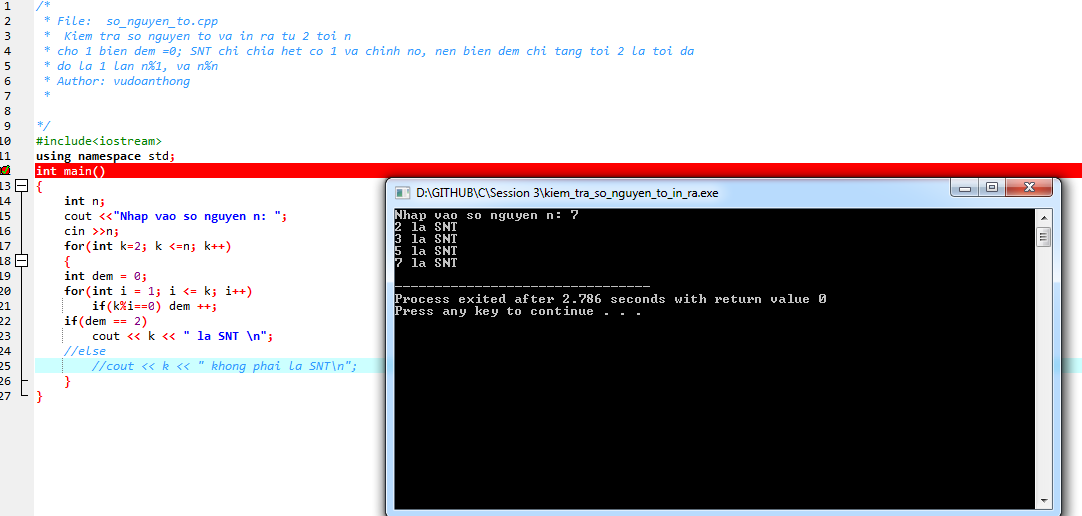 1 /*
2 * File: so_nguyen_to.cpp
3 * Kiem tra so nguyen to va in ra tu 2 toi n
4 * cho 1 bien dem =0; SNT chi chia het co 1 va chinh no, nen bien dem chi tang toi 2 la toi da
5 * do la 1 lan n%1, va n%n
6 * Author: vudoanthong
7 *
8
9 */
10 #include<iostream>
11 using namespace std;
int main()
13 {
14 int n;
15 cout <<"Nhap vao so nguyen n: ";
16 cin >>n;
17 for(int k=2; k <=n; k++)
18 {
19 int dem = 0;
20 for(int i = 1; i <= k; i++)
21 if(k%i==0) dem ++;
22 if(dem == 2)
23 cout << k << " la SNT \n";
24 //else
25 //cout << k << " khong phai la SNT\n";
26 }
27 }
D:\GITHUB\C\Session 3\kiem_tra_so_nguyen_to_in_ra.exe
Nhap vao so nguyen n: 7
2 la SNT
3 la SNT
5 la SNT
7 la SNT
--------------------------------
Process exited after 2.786 seconds with return value 0
Press any key to continue . . .